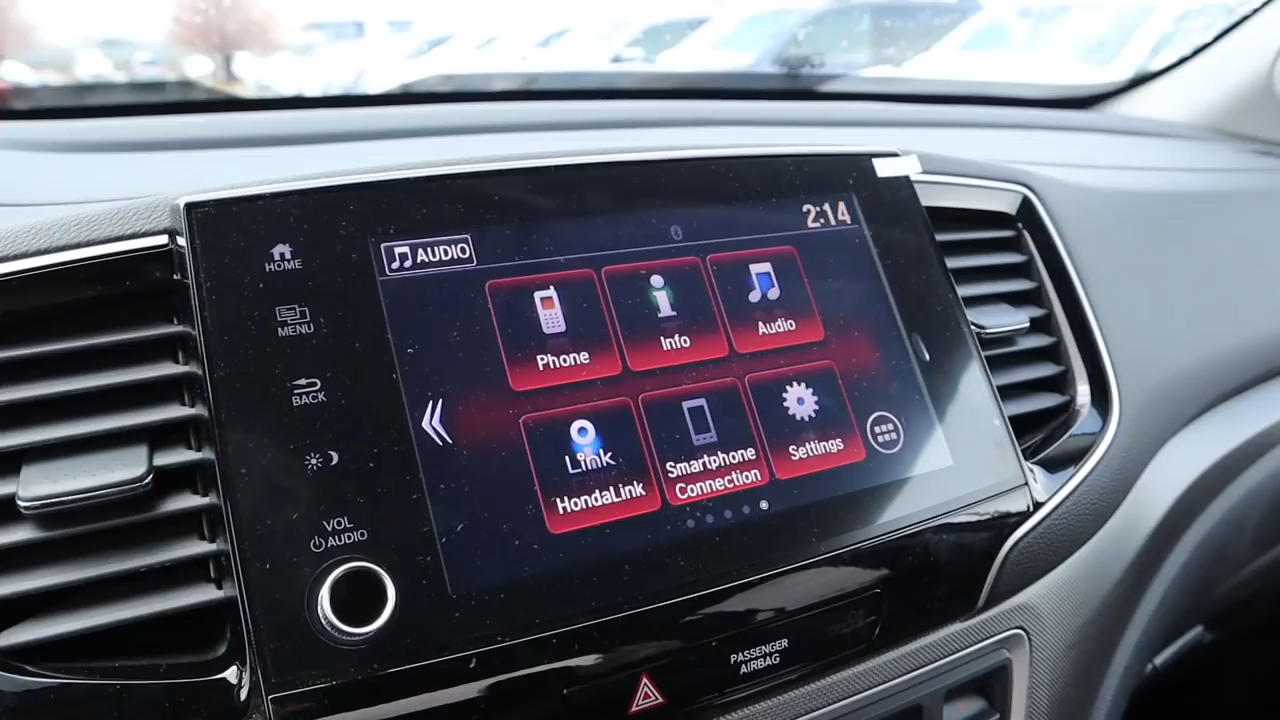 HOME
MENU
BACK
VOL
AUDIO
AUDIO
2:14
Phone
Info
Audio
Link
HondaLink
Smartphone
Connection
Settings
PASSENGER
AIRBAG